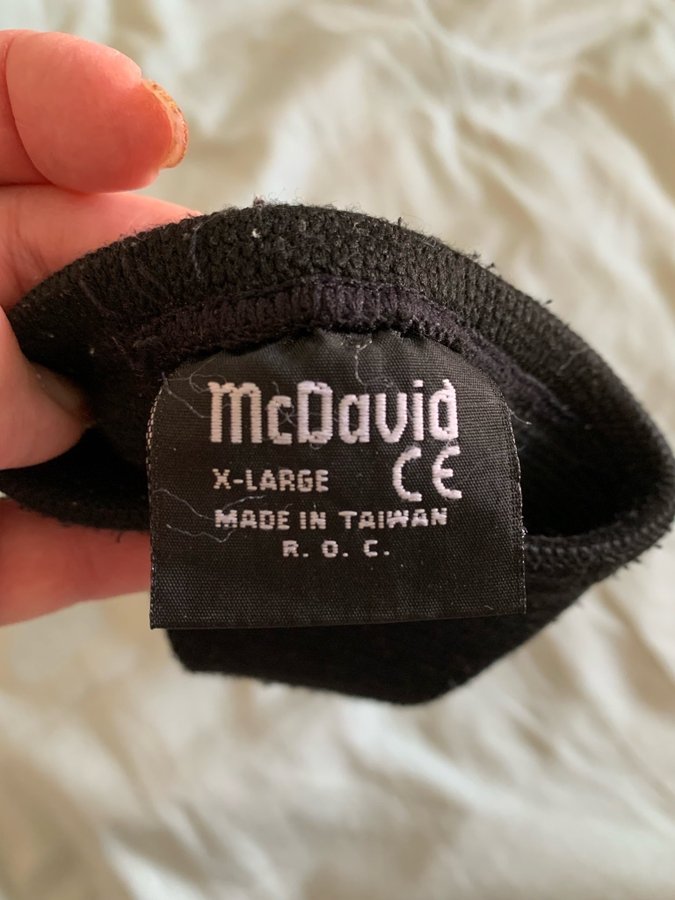 McDavid
X-LARGE CE
MADE IN TAIWAN
R. O. C.